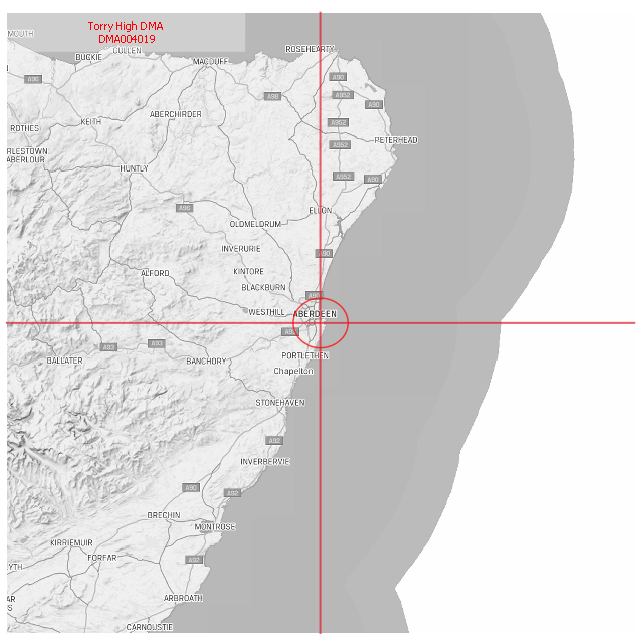 Torry High DMA
DMA004019
MOUTH
CULLEN
BUCKIE
MACDUFF
ROSEHEARTY
A98
A90
A98
A952
A90
ABERCHIRDER
KEITH
A952
ROTHES
PETERHEAD
A952
RLESTOWN
ABERLOUR
HUNTLY
A952
A90
A96
ELLON
OLDMELDRUM
INVERURIE
A90
KINTORE
ALFORD
BLACKBURN
WESTHILL
ABERDEEN
A93
A93
A93
BALLATER
BANCHORY
PORTLETHEN
Chapelton
STONEHAVEN
A92
INVERBERVIE
A90
A92
BRECHIN
MONTROSE
KIRRIEMUIR
FORFAR
A92
YTH
AR
S
ARBROATH
CARNOUSTIE